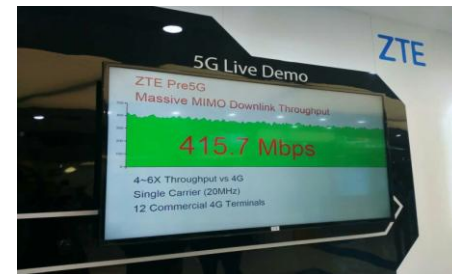 ZTE
5G Live Demo
ZTE Pre5G
Massive MIMO Downlink Throughput
415.7 Mbps
4~6X Throughput vs 4G
Single Carrier (20MHz)
12 Commercial 4G Terminals